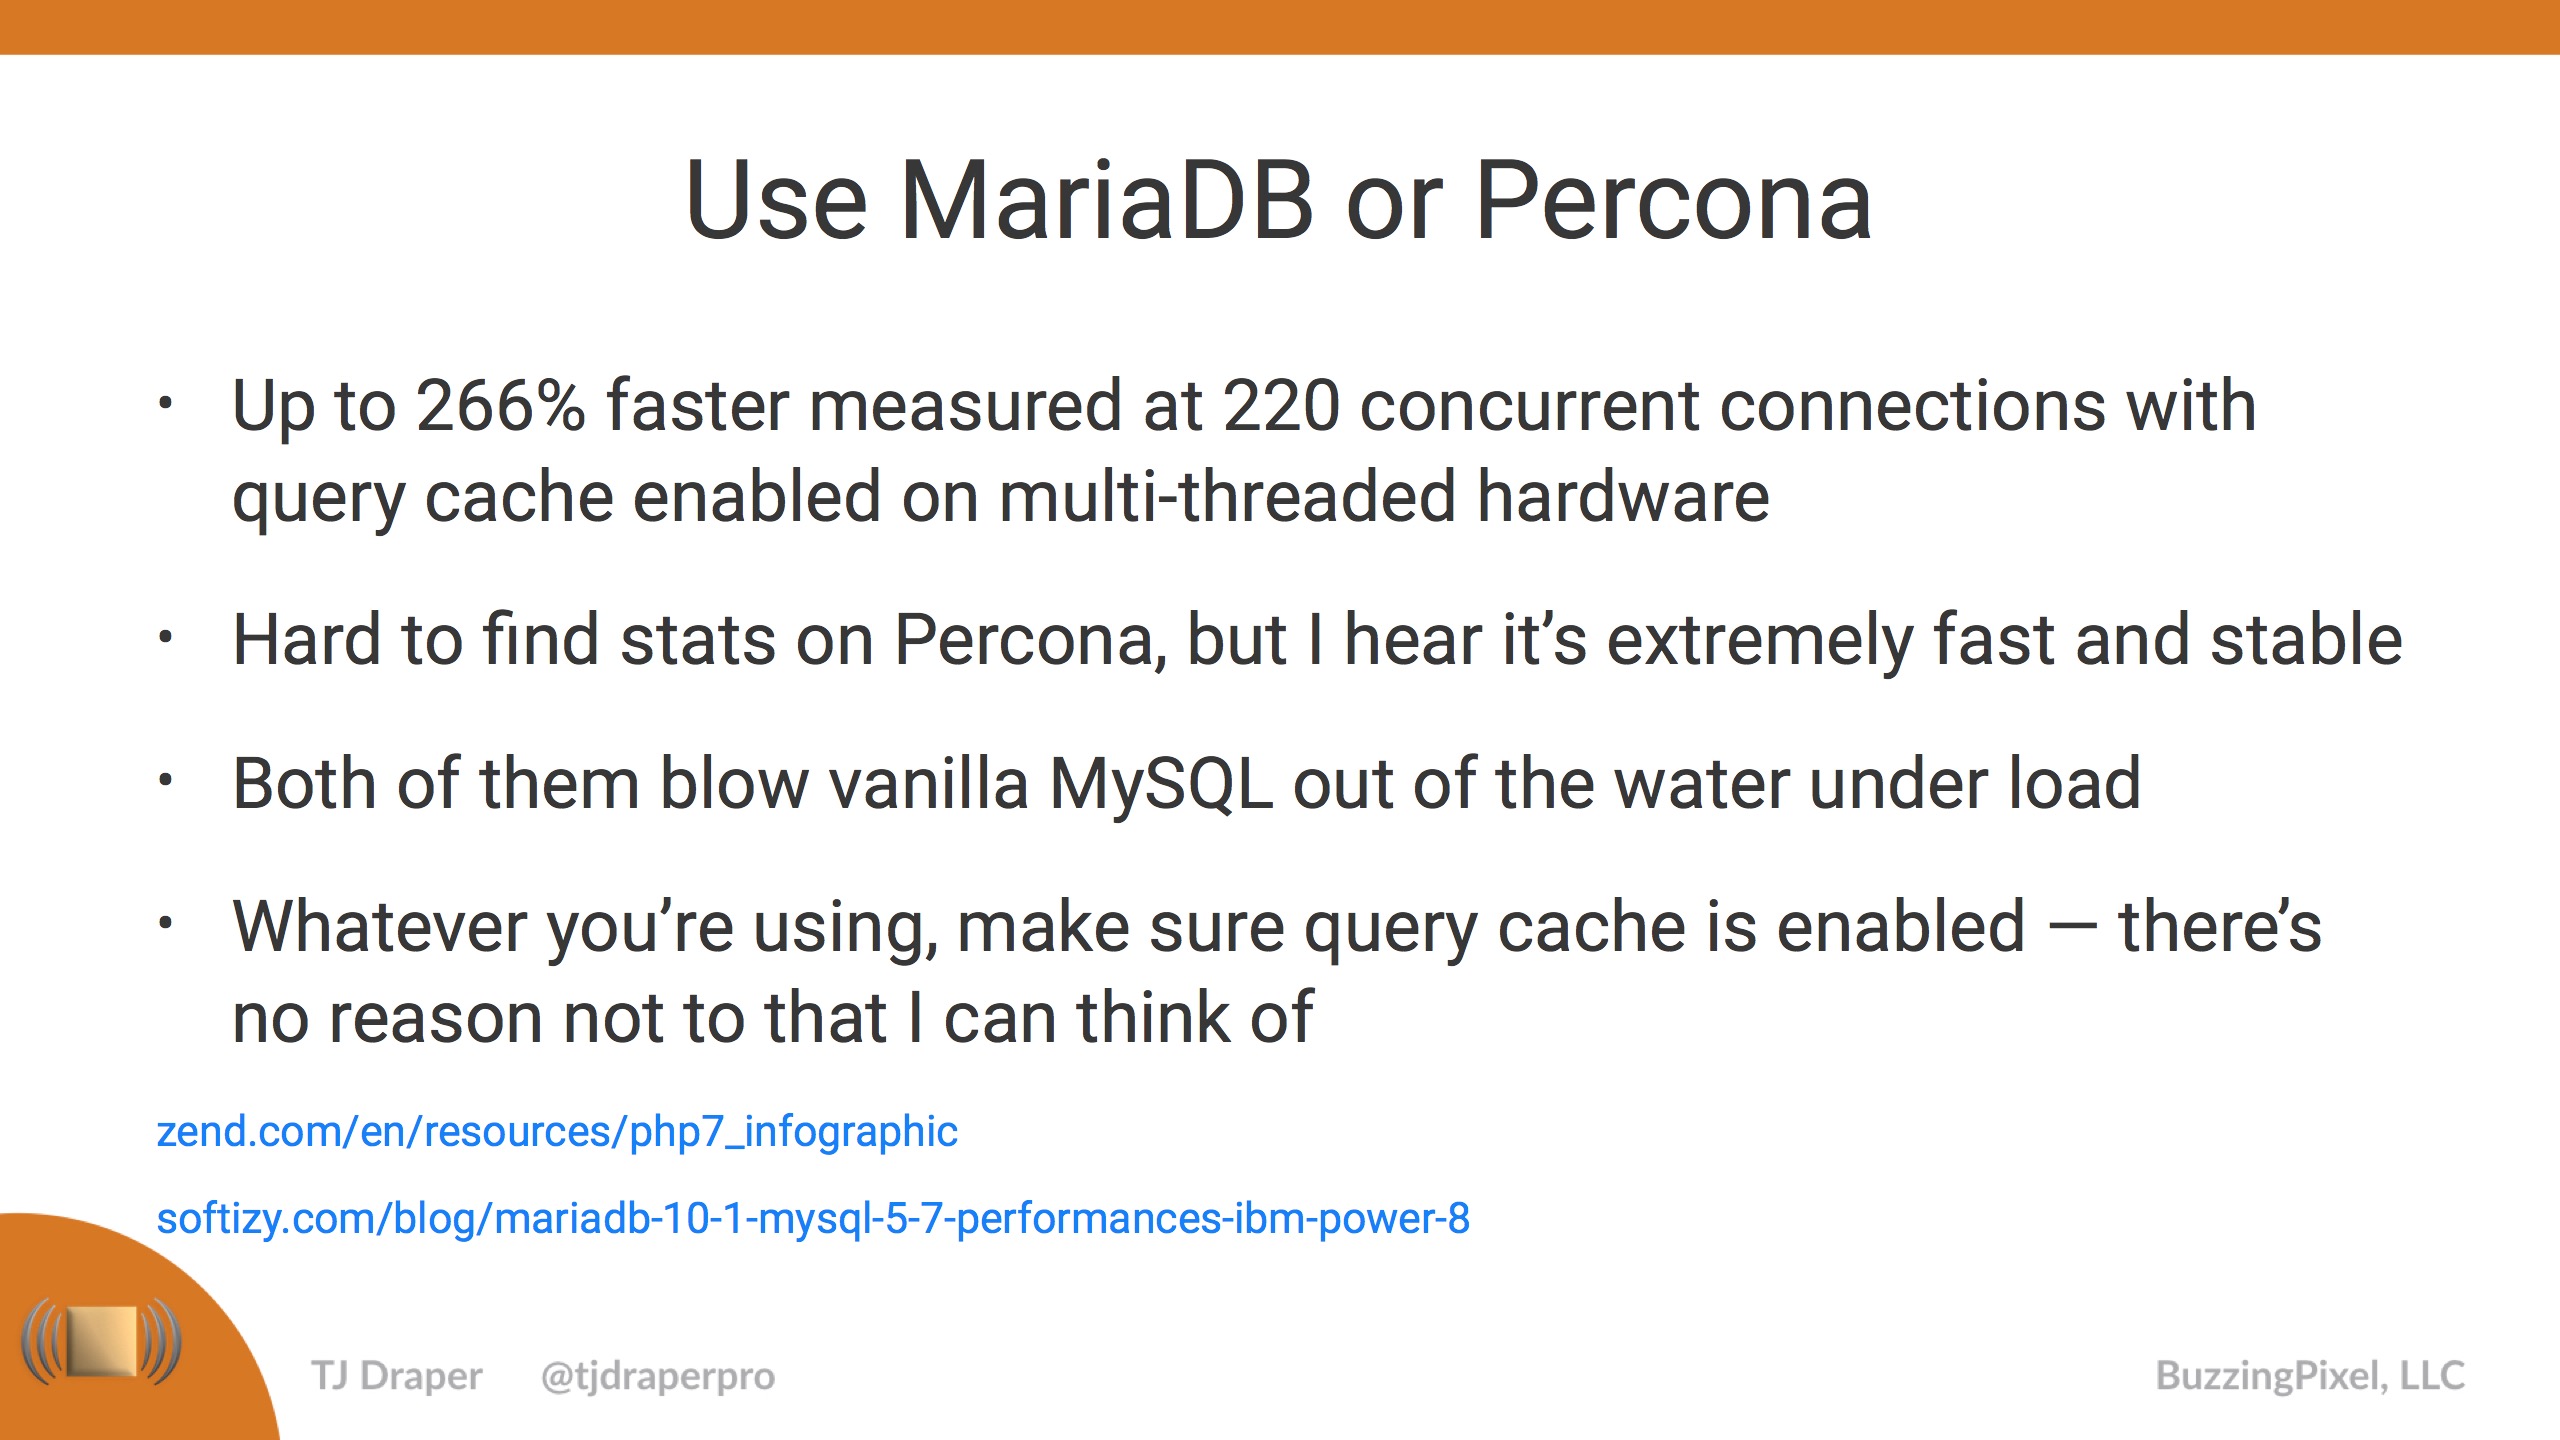 Use MariaDB or Percona
• Up to 266% faster measured at 220 concurrent connections with
query cache enabled on multi-threaded hardware
• Hard to find stats on Percona, but I hear it’s extremely fast and stable
• Both of them blow vanilla MySQL out of the water under load
• Whatever you’re using, make sure query cache is enabled — there’s
no reason not to that I can think of
zend.com/en/resources/php7_infographic
softizy.com/blog/mariadb-10-1-mysql-5-7-performances-ibm-power-8
TJ Draper @tjdraperpro BuzzingPixel, LLC